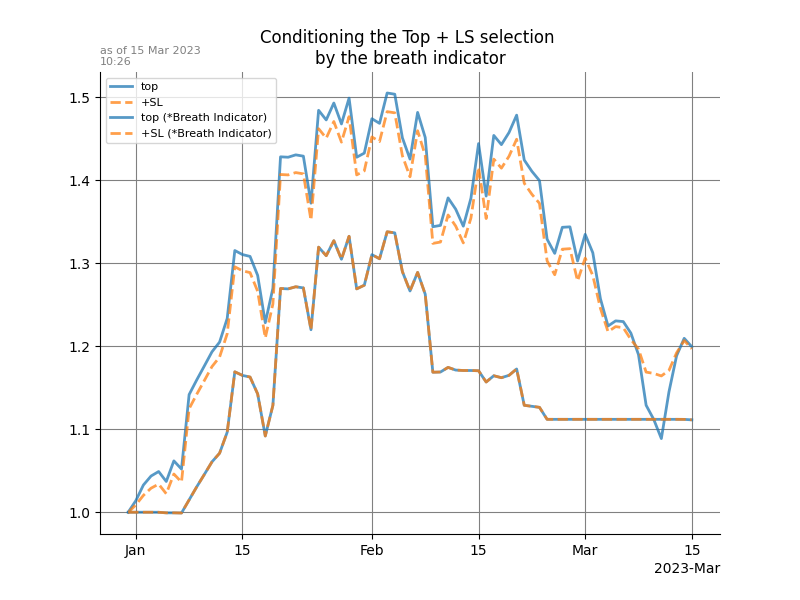 Conditioning the Top + LS selection
by the breath indicator
as of 15 Mar 2023
10:26
top
+SL
top (*Breath Indicator)
+SL (*Breath Indicator)
1.5
1.4
1.3
1.2
1.1
1.0
Jan 15 Feb 15 Mar 15
2023-Mar